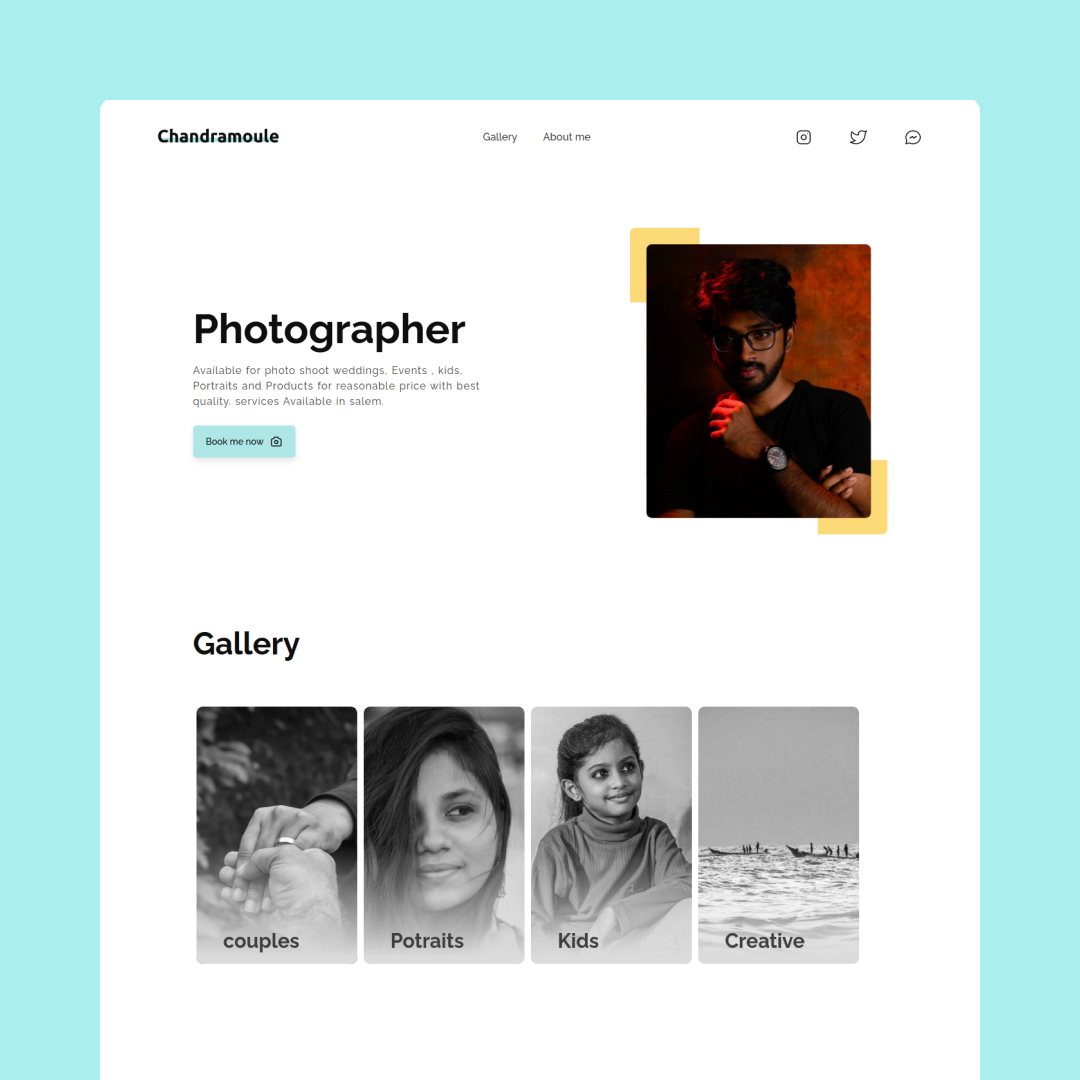 Chandramoule
Gallery
About me
Photographer
Available for photo shoot weddings, Events , kids,
Portraits and Products for reasonable price with best
quality. services Available in salem.
Book me now
Gallery
couples
Potraits
Kids
Creative